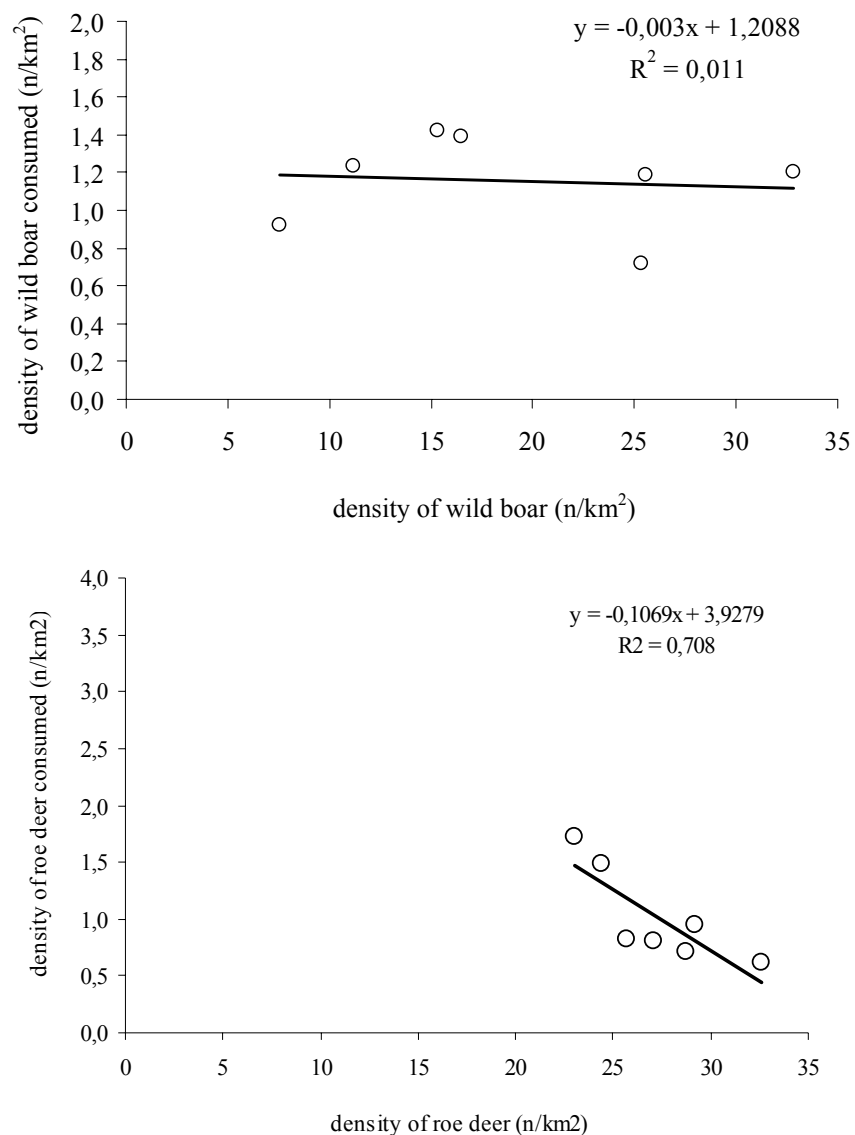 y = -0,003x + 1,2088
R² = 0,011
density of wild boar consumed (n/km²)
2,0
1,8
1,6
1,4
1,2
1,0
0,8
0,6
0,4
0,2
0,0
0 5 10 15 20 25 30 35
density of wild boar (n/km²)
y = -0,1069x + 3,9279
R2 = 0,708
density of roe deer consumed (n/km2)
4,0
3,5
3,0
2,5
2,0
1,5
1,0
0,5
0,0
0 5 10 15 20 25 30 35
density of roe deer (n/km2)